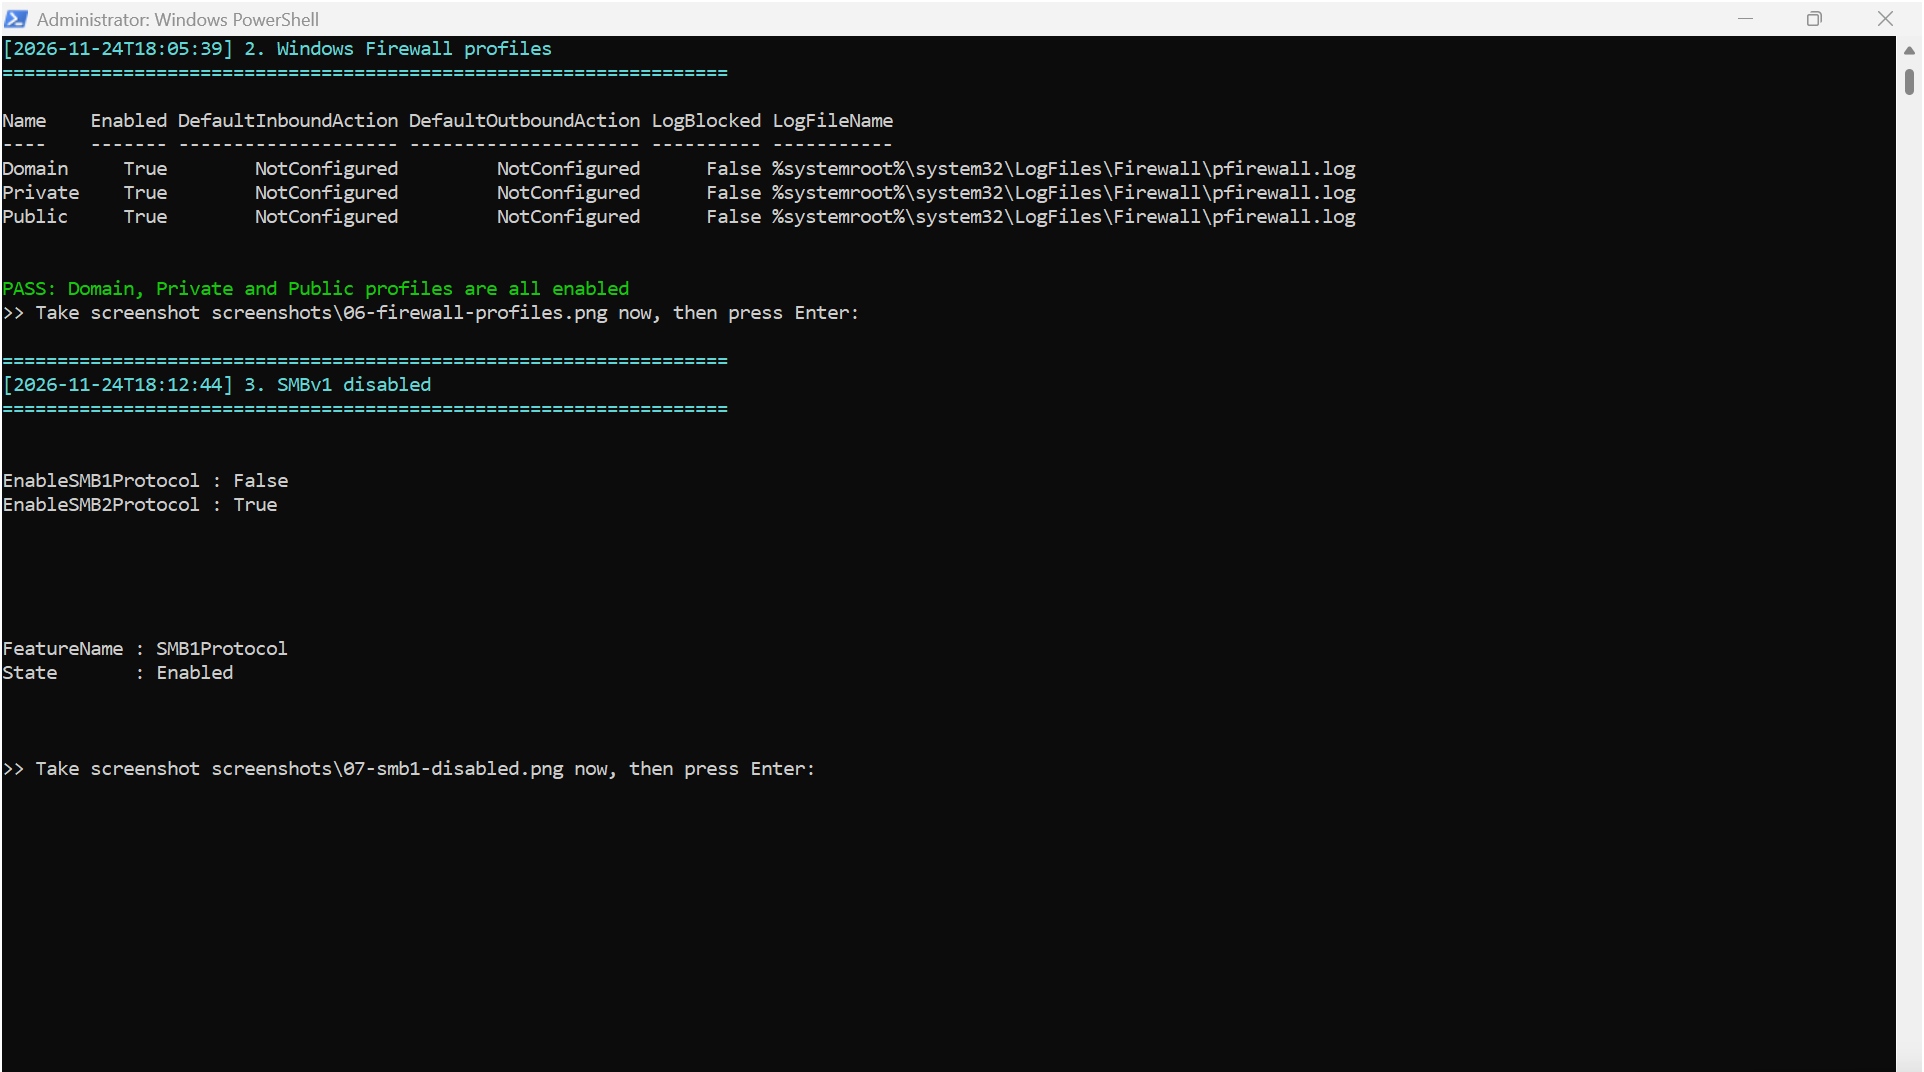 Administrator: Windows PowerShell
[2026-11-24T18:05:39] 2. Windows Firewall profiles
==================================================================
Name    Enabled DefaultInboundAction DefaultOutboundAction LogBlocked LogFileName
----    ------- -------------------- --------------------- ---------- -----------
Domain     True        NotConfigured         NotConfigured      False %systemroot%\system32\LogFiles\Firewall\pfirewall.log
Private    True        NotConfigured         NotConfigured      False %systemroot%\system32\LogFiles\Firewall\pfirewall.log
Public     True        NotConfigured         NotConfigured      False %systemroot%\system32\LogFiles\Firewall\pfirewall.log
PASS: Domain, Private and Public profiles are all enabled
>> Take screenshot screenshots\06-firewall-profiles.png now, then press Enter:
==================================================================
[2026-11-24T18:12:44] 3. SMBv1 disabled
==================================================================
EnableSMB1Protocol : False
EnableSMB2Protocol : True
FeatureName : SMB1Protocol
State       : Enabled
>> Take screenshot screenshots\07-smb1-disabled.png now, then press Enter: